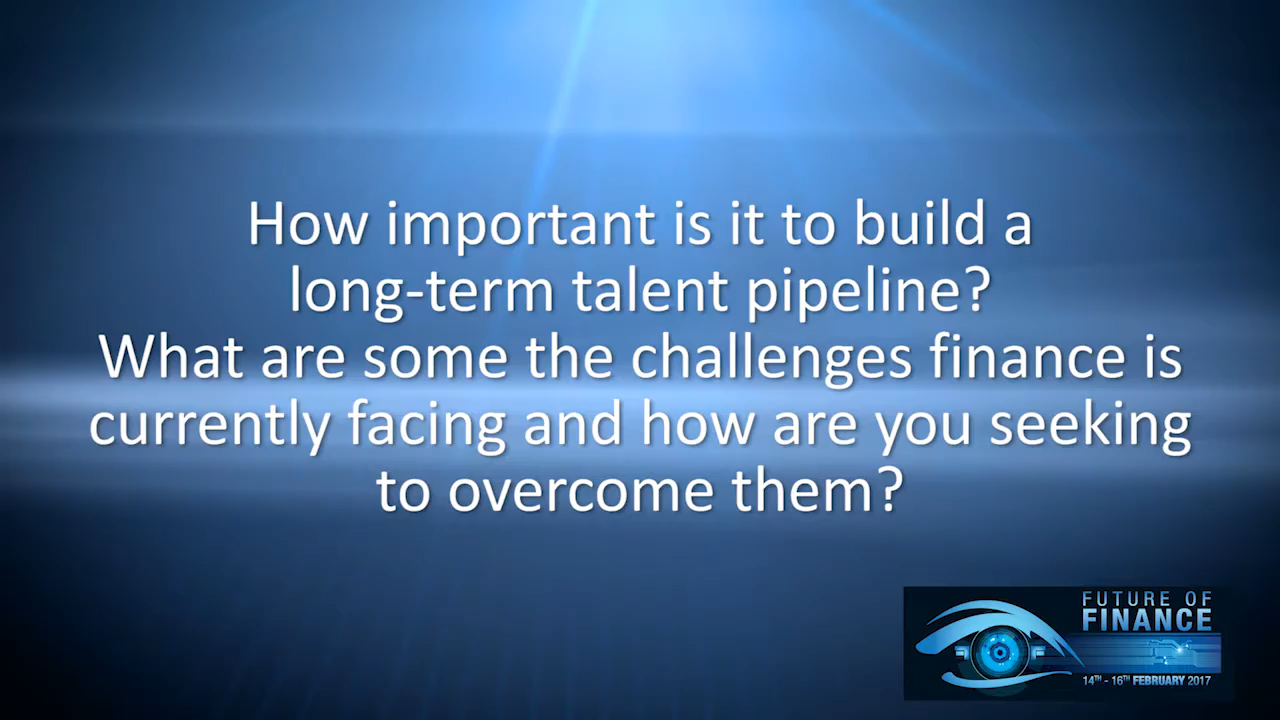 How important is it to build a
long-term talent pipeline?
What are some the challenges finance is
currently facing and how are you seeking
to overcome them?
FUTURE OF
FINANCE
14TH - 16TH FEBRUARY 2017